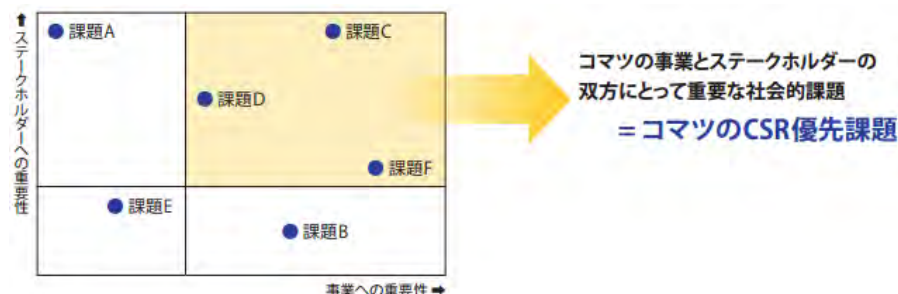 ⬆ステークホルダーへの重要性
課題A
課題C
課題D
課題F
課題E
課題B
事業への重要性➡
コマツの事業とステークホルダーの
双方にとって重要な社会的課題
=コマツのCSR優先課題